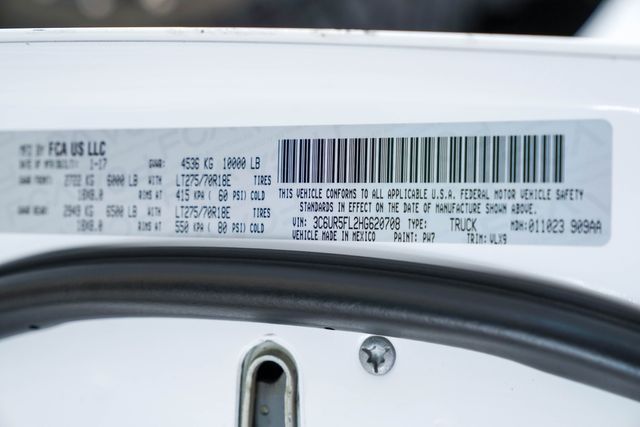 MFD BY FCA US LLC
DATE OF MFR(BUILT): 1-17 GVWR: 4536 KG 10000 LB
GAWR FRONT: 2722 KG 6000 LB WITH LT275/70R18E TIRES
18X8.0 RIMS AT 415 KPA ( 60 PSI) COLD
GAWR REAR: 2949 KG 6500 LB WITH LT275/70R18E TIRES
18X8.0 RIMS AT 550 KPA ( 80 PSI) COLD
THIS VEHICLE CONFORMS TO ALL APPLICABLE U.S.A. FEDERAL MOTOR VEHICLE SAFETY
STANDARDS IN EFFECT ON THE DATE OF MANUFACTURE SHOWN ABOVE.
VIN: 3C6UR5FL2HG620708 TYPE: TRUCK MDH: 011023 909AA
VEHICLE MADE IN MEXICO PAINT: PW7 TRIM: VLX9